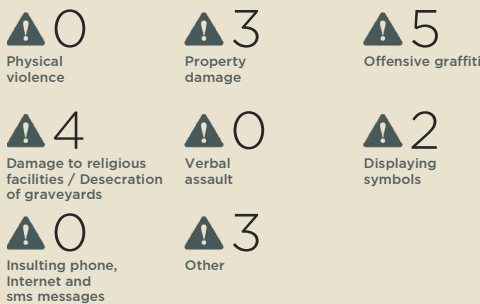 0
Physical
violence
3
Property
damage
5
Offensive graffiti
4
Damage to religious
facilities / Desecration
of graveyards
0
Verbal
assault
2
Displaying
symbols
0
Insulting phone,
Internet and
sms messages
3
Other